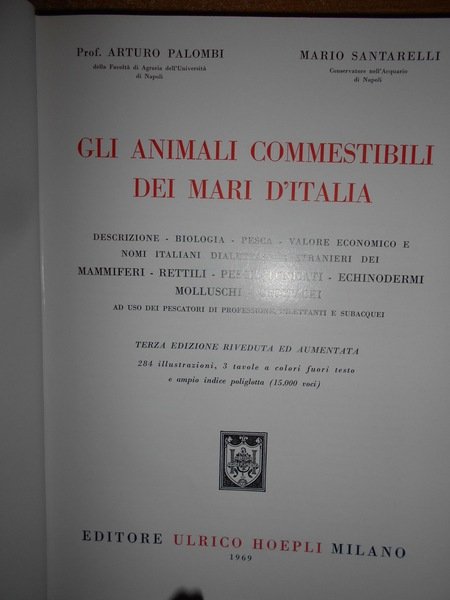 Prof. ARTURO PALOMBI
della Facoltà di Agraria dell'Università
di Napoli
MARIO SANTARELLI
Conservatore nell'Acquario
di Napoli
GLI ANIMALI COMMESTIBILI
DEI MARI D'ITALIA
DESCRIZIONE - BIOLOGIA - PESCA - VALORE ECONOMICO E
NOMI ITALIANI DIALETTALI STRANIERI DEI
MAMMIFERI - RETTILI - ECHINODERMI
MOLLUSCHI
AD USO DEI PESCATORI DI PROFESSIONE, DILETTANTI E SUBACQUEI
TERZA EDIZIONE RIVEDUTA ED AUMENTATA
284 illustrazioni, 3 tavole a colori fuori testo
e ampio indice poliglotta (15.000 voci)
EDITORE ULRICO HOEPLI MILANO
1969